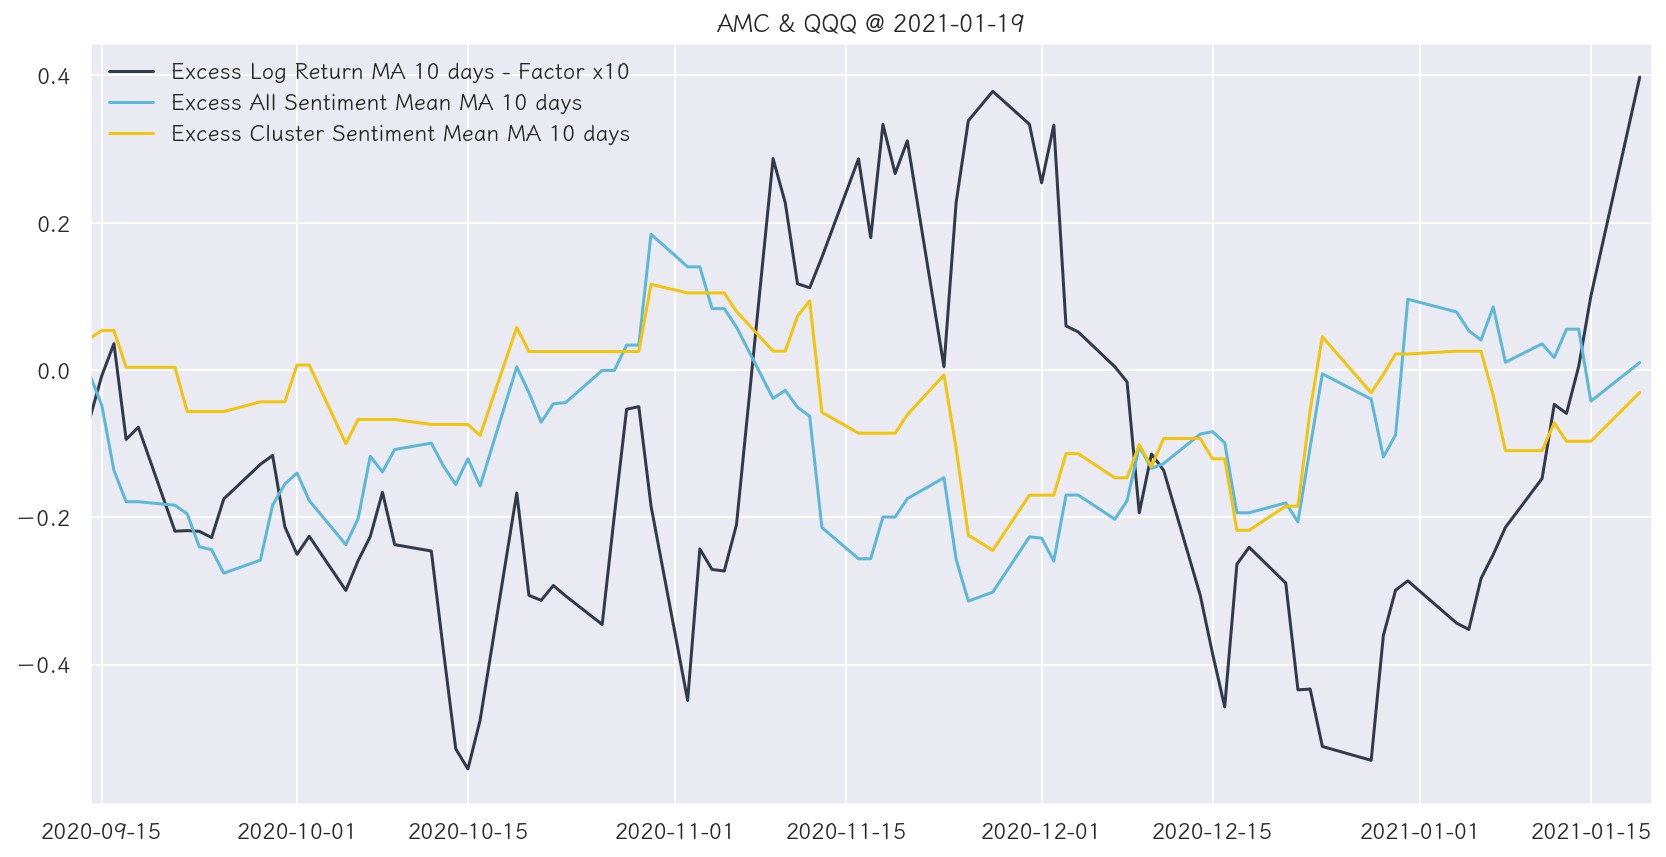 AMC & QQQ @ 2021-01-19
Excess Log Return MA 10 days - Factor x10
Excess All Sentiment Mean MA 10 days
Excess Cluster Sentiment Mean MA 10 days
0.4
0.2
0.0
−0.2
−0.4
2020-09-15 2020-10-01 2020-10-15 2020-11-01 2020-11-15 2020-12-01 2020-12-15 2021-01-01 2021-01-15